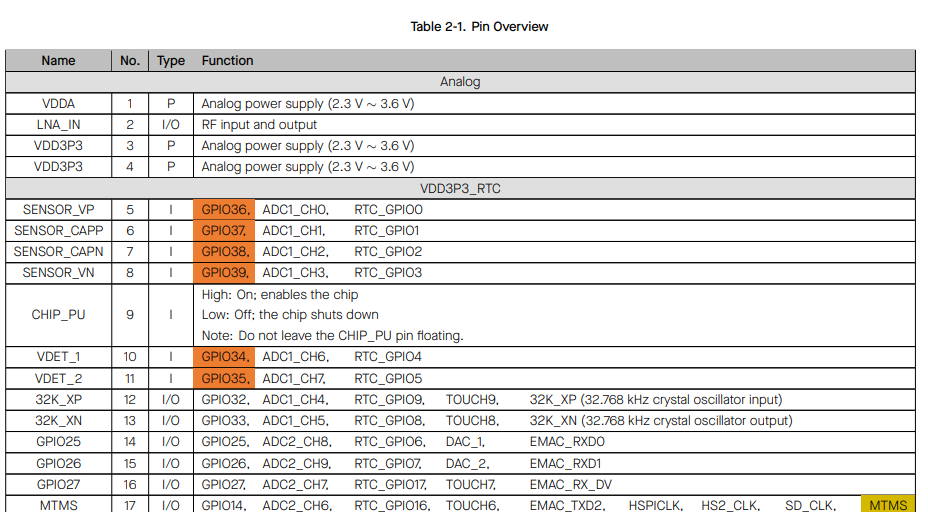 Table 2-1. Pin Overview
Name No. Type Function
Analog
VDDA 1 P Analog power supply (2.3 V ∼ 3.6 V)
LNA_IN 2 I/O RF input and output
VDD3P3 3 P Analog power supply (2.3 V ∼ 3.6 V)
VDD3P3 4 P Analog power supply (2.3 V ∼ 3.6 V)
VDD3P3_RTC
SENSOR_VP 5 I GPIO36, ADC1_CH0, RTC_GPIO0
SENSOR_CAPP 6 I GPIO37, ADC1_CH1, RTC_GPIO1
SENSOR_CAPN 7 I GPIO38, ADC1_CH2, RTC_GPIO2
SENSOR_VN 8 I GPIO39, ADC1_CH3, RTC_GPIO3
High: On; enables the chip
CHIP_PU 9 I Low: Off; the chip shuts down
Note: Do not leave the CHIP_PU pin floating.
VDET_1 10 I GPIO34, ADC1_CH6, RTC_GPIO4
VDET_2 11 I GPIO35, ADC1_CH7, RTC_GPIO5
32K_XP 12 I/O GPIO32, ADC1_CH4, RTC_GPIO9, TOUCH9, 32K_XP (32.768 kHz crystal oscillator input)
32K_XN 13 I/O GPIO33, ADC1_CH5, RTC_GPIO8, TOUCH8, 32K_XN (32.768 kHz crystal oscillator output)
GPIO25 14 I/O GPIO25, ADC2_CH8, RTC_GPIO6, DAC_1, EMAC_RXD0
GPIO26 15 I/O GPIO26, ADC2_CH9, RTC_GPIO7, DAC_2, EMAC_RXD1
GPIO27 16 I/O GPIO27, ADC2_CH7, RTC_GPIO17, TOUCH7, EMAC_RX_DV
MTMS 17 I/O GPIO14, ADC2_CH6, RTC_GPIO16, TOUCH6, EMAC_TXD2, HSPICLK, HS2_CLK, SD_CLK, MTMS